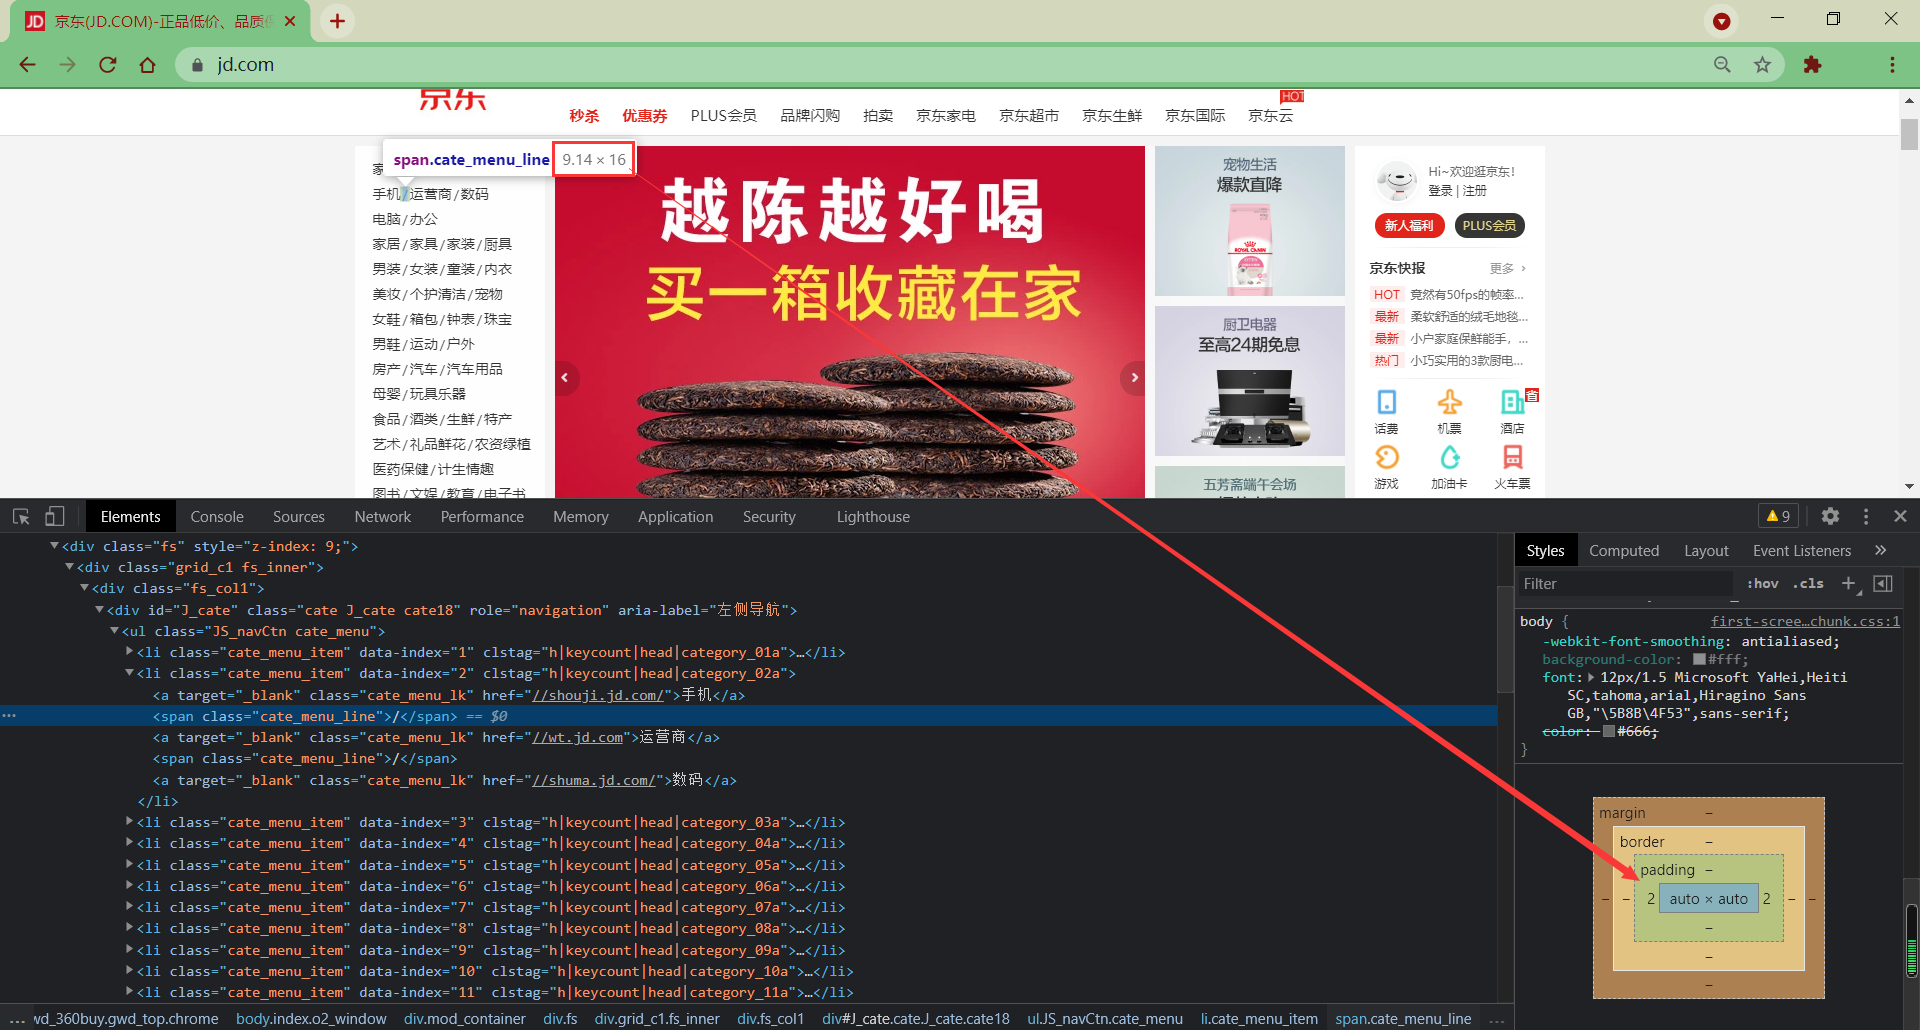 京东(JD.COM)-正品低价、品质
jd.com
京东
HOT
秒杀 优惠券 PLUS会员 品牌闪购 拍卖 京东家电 京东超市 京东生鲜 京东国际 京东云
span.cate_menu_line 9.14 × 16
手机/运营商/数码
电脑/办公
家居/家具/家装/厨具
男装/女装/童装/内衣
美妆/个护清洁/宠物
女鞋/箱包/钟表/珠宝
男鞋/运动/户外
房产/汽车/汽车用品
母婴/玩具乐器
食品/酒类/生鲜/特产
艺术/礼品鲜花/农资绿植
医药保健/计生情趣
图书/文娱/教育/电子书
越陈越好喝
买一箱收藏在家
宠物生活
爆款直降
ROYAL CANIN
厨卫电器
至高24期免息
五芳斋端午会场
Hi~欢迎逛京东!
登录 | 注册
新人福利 PLUS会员
京东快报 更多 ›
HOT 竟然有50fps的帧率...
最新 柔软舒适的绒毛地毯...
最新 小户家庭保鲜能手，...
热门 小巧实用的3款厨电...
省
话费 机票 酒店
游戏 加油卡 火车票
Elements Console Sources Network Performance Memory Application Security Lighthouse 9
<div class="fs" style="z-index: 9;">
<div class="grid_c1 fs_inner">
<div class="fs_col1">
<div id="J_cate" class="cate J_cate cate18" role="navigation" aria-label="左侧导航">
<ul class="JS_navCtn cate_menu">
<li class="cate_menu_item" data-index="1" clstag="h|keycount|head|category_01a">…</li>
<li class="cate_menu_item" data-index="2" clstag="h|keycount|head|category_02a">
<a target="_blank" class="cate_menu_lk" href="//shouji.jd.com/">手机</a>
… <span class="cate_menu_line">/</span> == $0
<a target="_blank" class="cate_menu_lk" href="//wt.jd.com">运营商</a>
<span class="cate_menu_line">/</span>
<a target="_blank" class="cate_menu_lk" href="//shuma.jd.com/">数码</a>
</li>
<li class="cate_menu_item" data-index="3" clstag="h|keycount|head|category_03a">…</li>
<li class="cate_menu_item" data-index="4" clstag="h|keycount|head|category_04a">…</li>
<li class="cate_menu_item" data-index="5" clstag="h|keycount|head|category_05a">…</li>
<li class="cate_menu_item" data-index="6" clstag="h|keycount|head|category_06a">…</li>
<li class="cate_menu_item" data-index="7" clstag="h|keycount|head|category_07a">…</li>
<li class="cate_menu_item" data-index="8" clstag="h|keycount|head|category_08a">…</li>
<li class="cate_menu_item" data-index="9" clstag="h|keycount|head|category_09a">…</li>
<li class="cate_menu_item" data-index="10" clstag="h|keycount|head|category_10a">…</li>
<li class="cate_menu_item" data-index="11" clstag="h|keycount|head|category_11a">…</li>
Styles Computed Layout Event Listeners »
Filter :hov .cls +
body { first-scree…chunk.css:1
-webkit-font-smoothing: antialiased;
background-color: #fff;
font: 12px/1.5 Microsoft YaHei,Heiti
SC,tahoma,arial,Hiragino Sans
GB,"\5B8B\4F53",sans-serif;
color: #666;
}
margin –
border –
padding –
– – 2 auto × auto 2 – –
–
–
–
… wd_360buy.gwd_top.chrome body.index.o2_window div.mod_container div.fs div.grid_c1.fs_inner div.fs_col1 div#J_cate.cate.J_cate.cate18 ul.JS_navCtn.cate_menu li.cate_menu_item span.cate_menu_line …